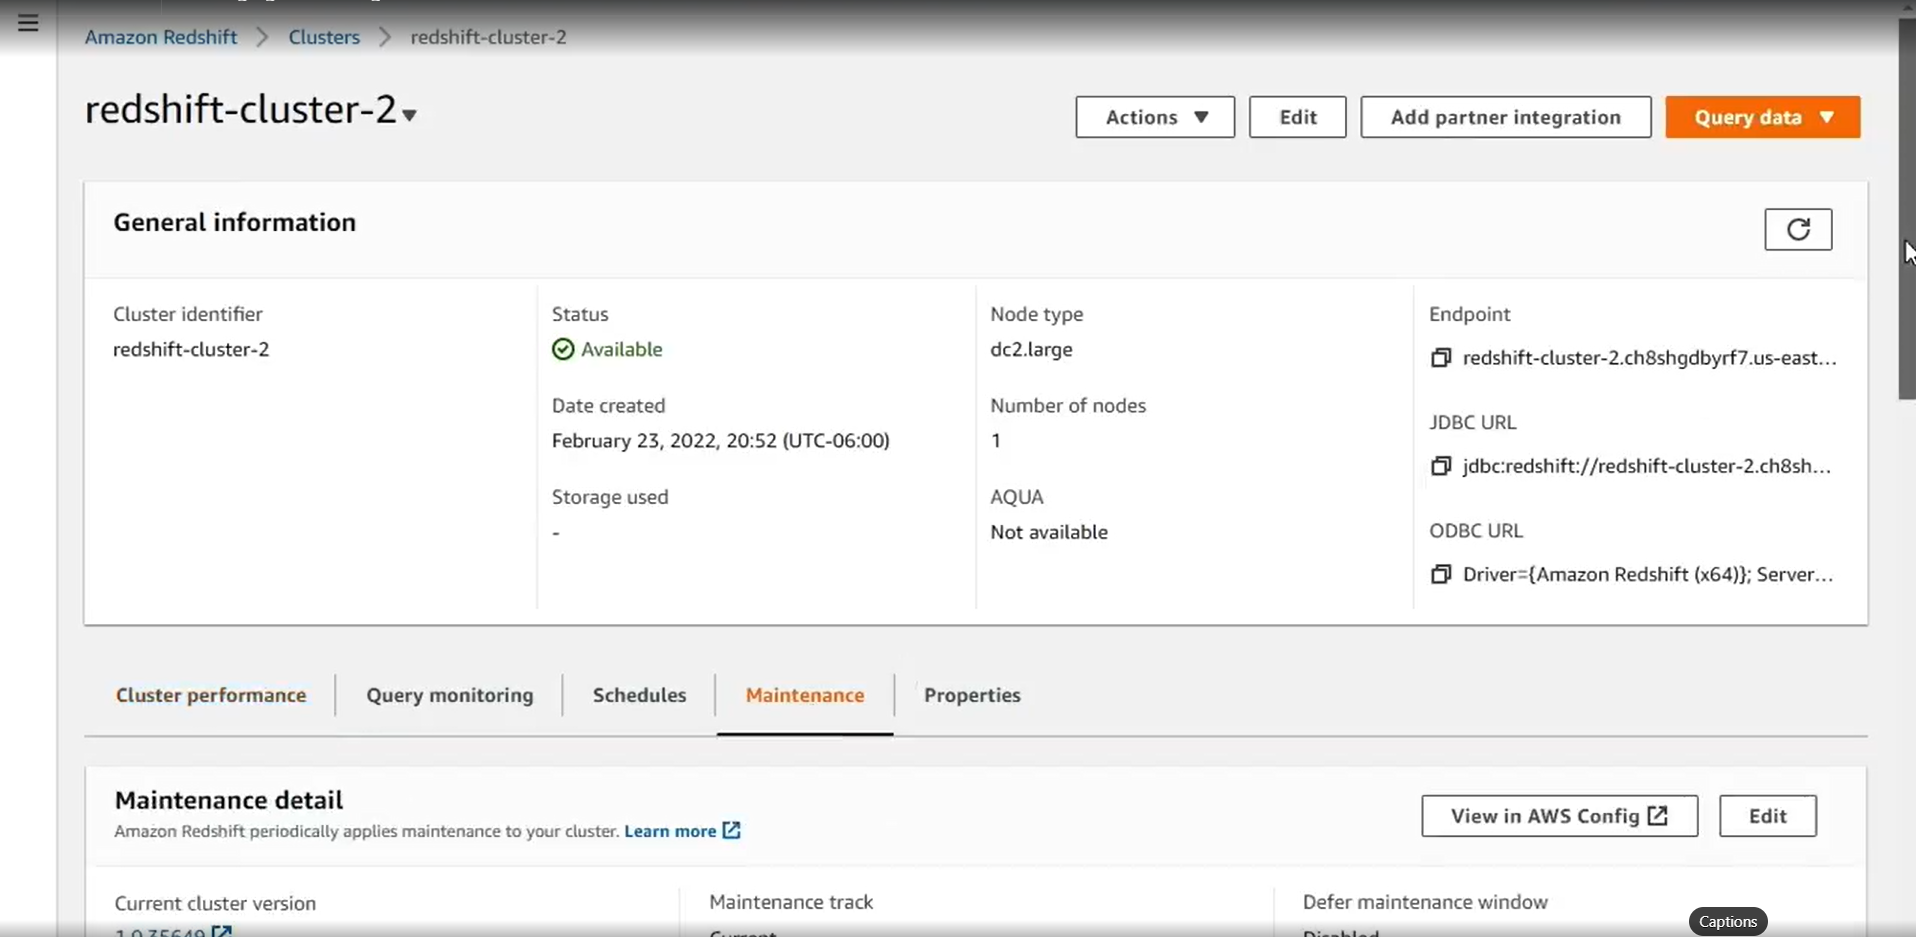 Amazon Redshift > Clusters > redshift-cluster-2
redshift-cluster-2
Actions
Edit
Add partner integration
Query data
General information
Cluster identifier
redshift-cluster-2
Status
Available
Date created
February 23, 2022, 20:52 (UTC-06:00)
Storage used
-
Node type
dc2.large
Number of nodes
1
AQUA
Not available
Endpoint
redshift-cluster-2.ch8shgdbyrf7.us-east...
JDBC URL
jdbc:redshift://redshift-cluster-2.ch8sh...
ODBC URL
Driver={Amazon Redshift (x64)}; Server...
Cluster performance
Query monitoring
Schedules
Maintenance
Properties
Maintenance detail
Amazon Redshift periodically applies maintenance to your cluster. Learn more
View in AWS Config
Edit
Current cluster version
1.0.35649
Maintenance track
Current
Defer maintenance window
Disabled
Captions